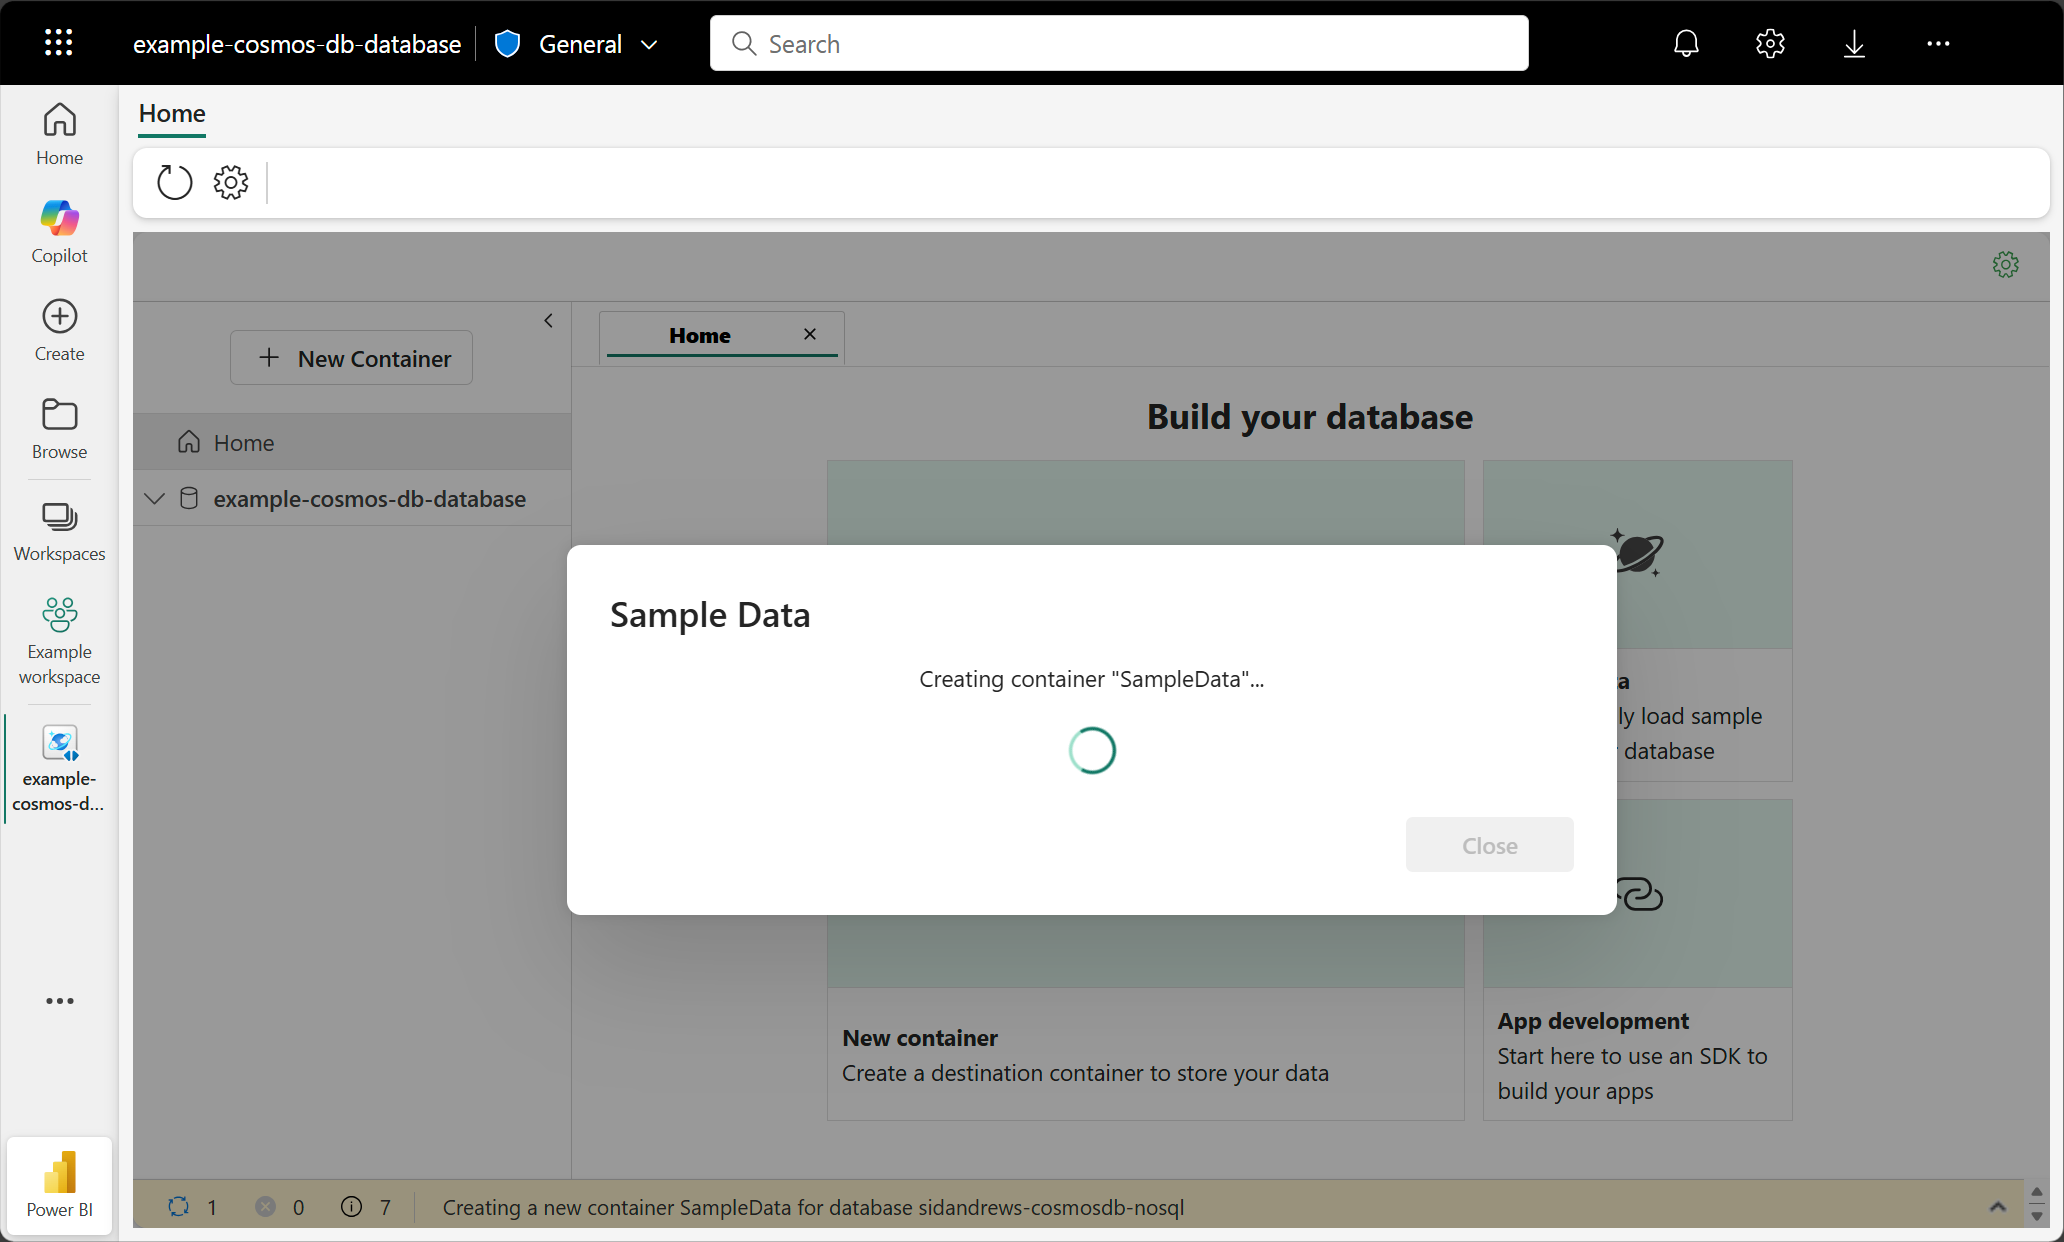 example-cosmos-db-database
General
Search
Home
Home
Copilot
Create
Browse
Workspaces
Example
workspace
example-
cosmos-d...
Power BI
New Container
Home
example-cosmos-db-database
Home
Build your database
Sample Data
Creating container "SampleData"...
Close
a
ly load sample
database
New container
Create a destination container to store your data
App development
Start here to use an SDK to
build your apps
1
0
7
Creating a new container SampleData for database sidandrews-cosmosdb-nosql